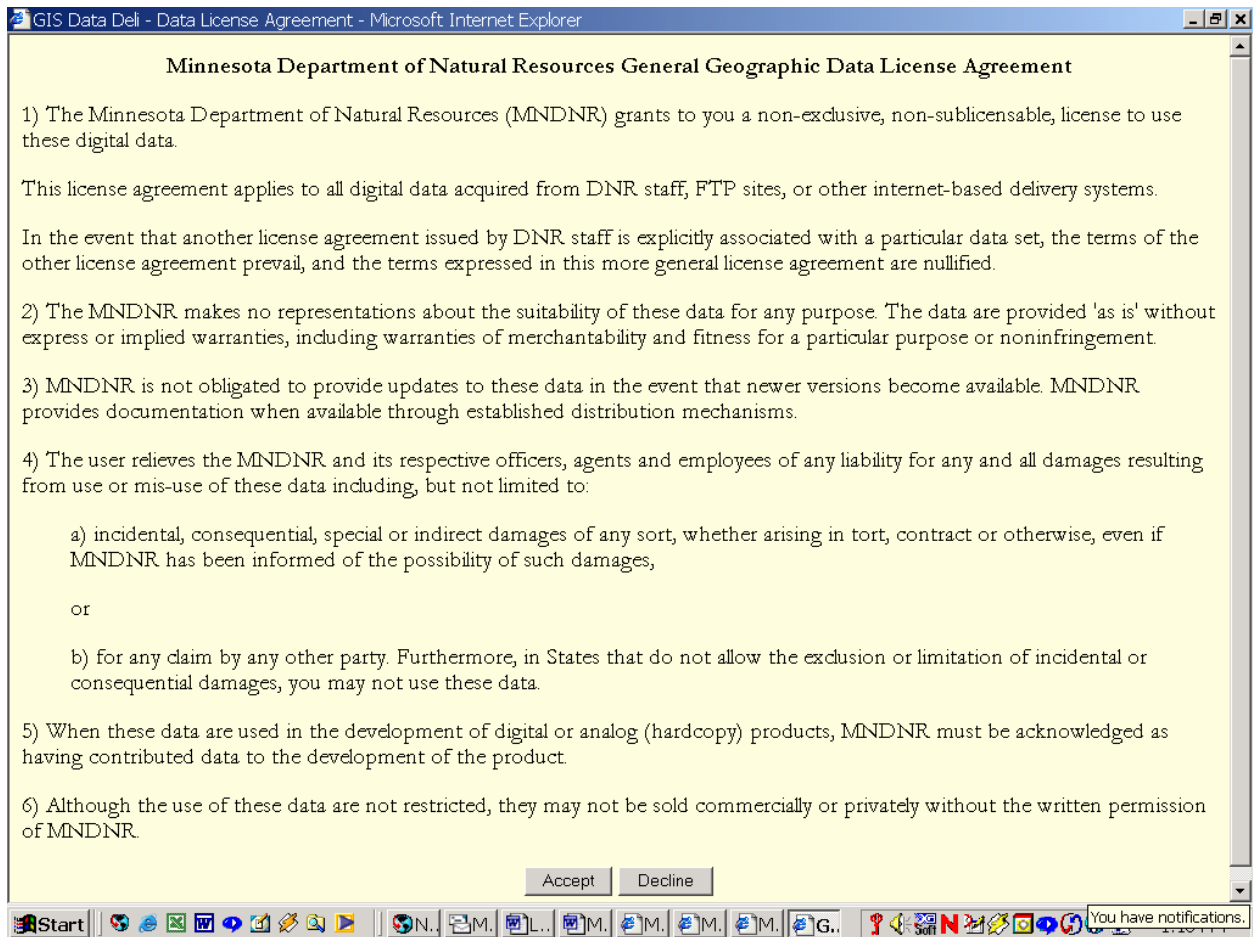 GIS Data Deli - Data License Agreement - Microsoft Internet Explorer
Minnesota Department of Natural Resources General Geographic Data License Agreement
1) The Minnesota Department of Natural Resources (MNDNR) grants to you a non-exclusive, non-sublicensable, license to use
these digital data.
This license agreement applies to all digital data acquired from DNR staff, FTP sites, or other internet-based delivery systems.
In the event that another license agreement issued by DNR staff is explicitly associated with a particular data set, the terms of the
other license agreement prevail, and the terms expressed in this more general license agreement are nullified.
2) The MNDNR makes no representations about the suitability of these data for any purpose. The data are provided 'as is' without
express or implied warranties, including warranties of merchantability and fitness for a particular purpose or noninfringement.
3) MNDNR is not obligated to provide updates to these data in the event that newer versions become available. MNDNR
provides documentation when available through established distribution mechanisms.
4) The user relieves the MNDNR and its respective officers, agents and employees of any liability for any and all damages resulting
from use or mis-use of these data including, but not limited to:
a) incidental, consequential, special or indirect damages of any sort, whether arising in tort, contract or otherwise, even if
MNDNR has been informed of the possibility of such damages,
or
b) for any claim by any other party. Furthermore, in States that do not allow the exclusion or limitation of incidental or
consequential damages, you may not use these data.
5) When these data are used in the development of digital or analog (hardcopy) products, MNDNR must be acknowledged as
having contributed data to the development of the product.
6) Although the use of these data are not restricted, they may not be sold commercially or privately without the written permission
of MNDNR.
Accept Decline
Start N.. M. L.. M. M. M. M. G.. You have notifications.